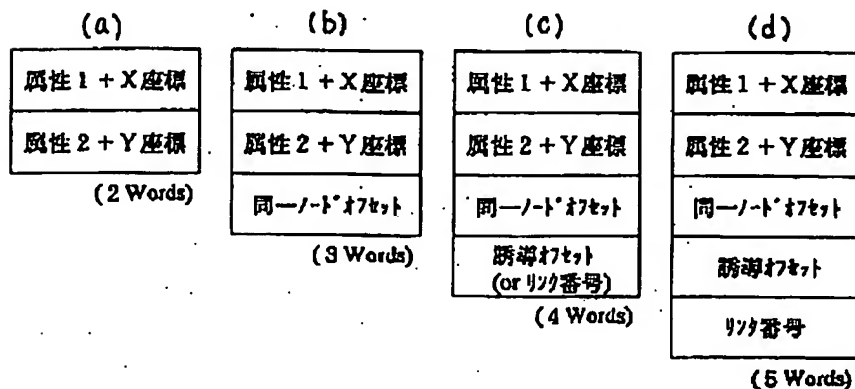 (a)
属性1+X座標
属性2+Y座標
(2 Words)
(b)
属性1+X座標
属性2+Y座標
同一ノードオフセット
(3 Words)
(c)
属性1+X座標
属性2+Y座標
同一ノードオフセット
誘導オフセット
(or リンク番号)
(4 Words)
(d)
属性1+X座標
属性2+Y座標
同一ノードオフセット
誘導オフセット
リンク番号
(5 Words)